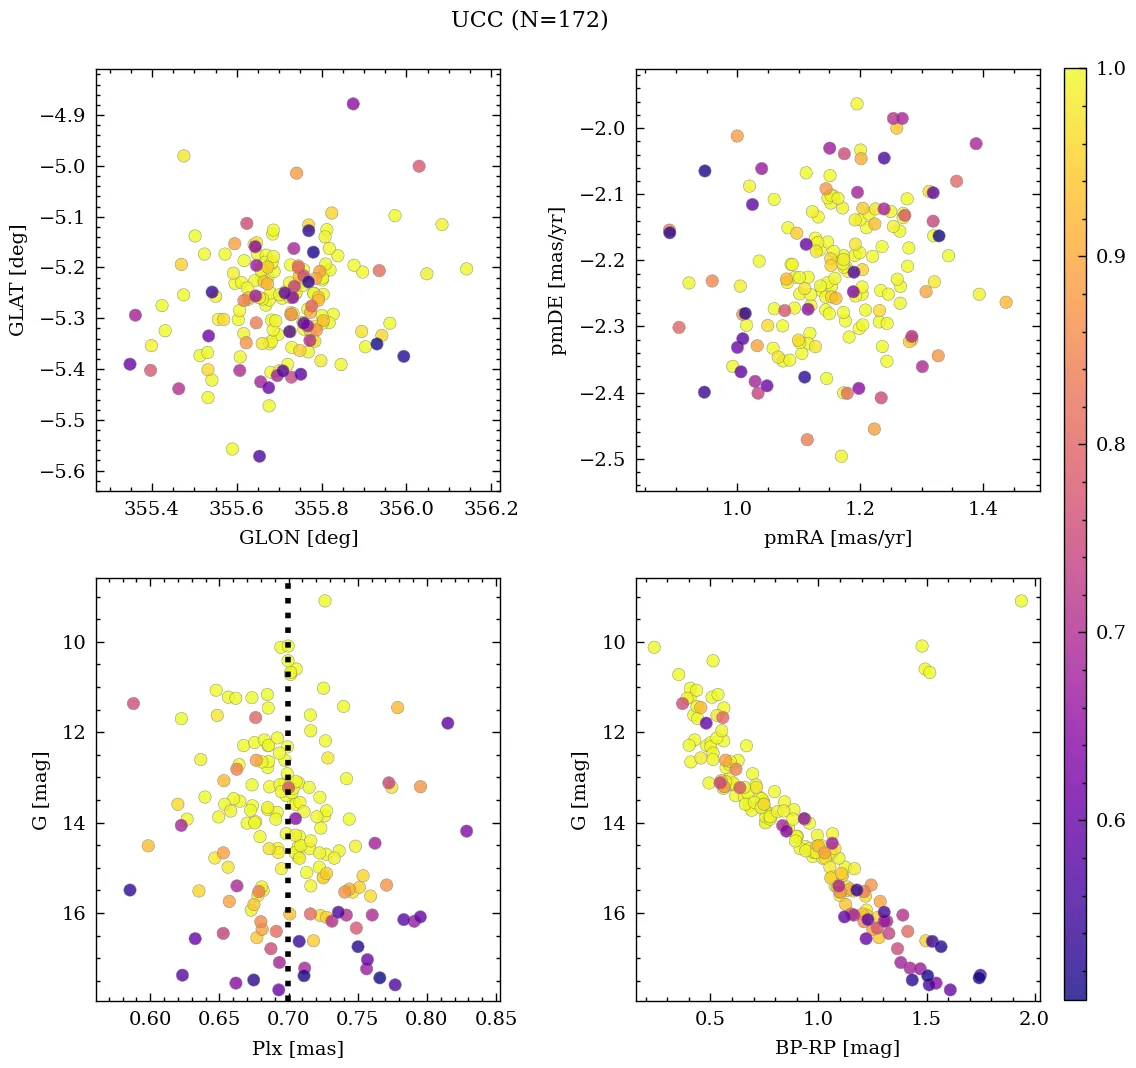 UCC (N=172)
−4.9
−5.0
−5.1
−5.2
−5.3
−5.4
−5.5
−5.6
GLAT [deg]
355.4 355.6 355.8 356.0 356.2
GLON [deg]
−2.0
−2.1
−2.2
−2.3
−2.4
−2.5
pmDE [mas/yr]
1.0 1.2 1.4
pmRA [mas/yr]
10
12
14
16
G [mag]
0.60 0.65 0.70 0.75 0.80 0.85
Plx [mas]
10
12
14
16
G [mag]
0.5 1.0 1.5 2.0
BP-RP [mag]
1.0
0.9
0.8
0.7
0.6